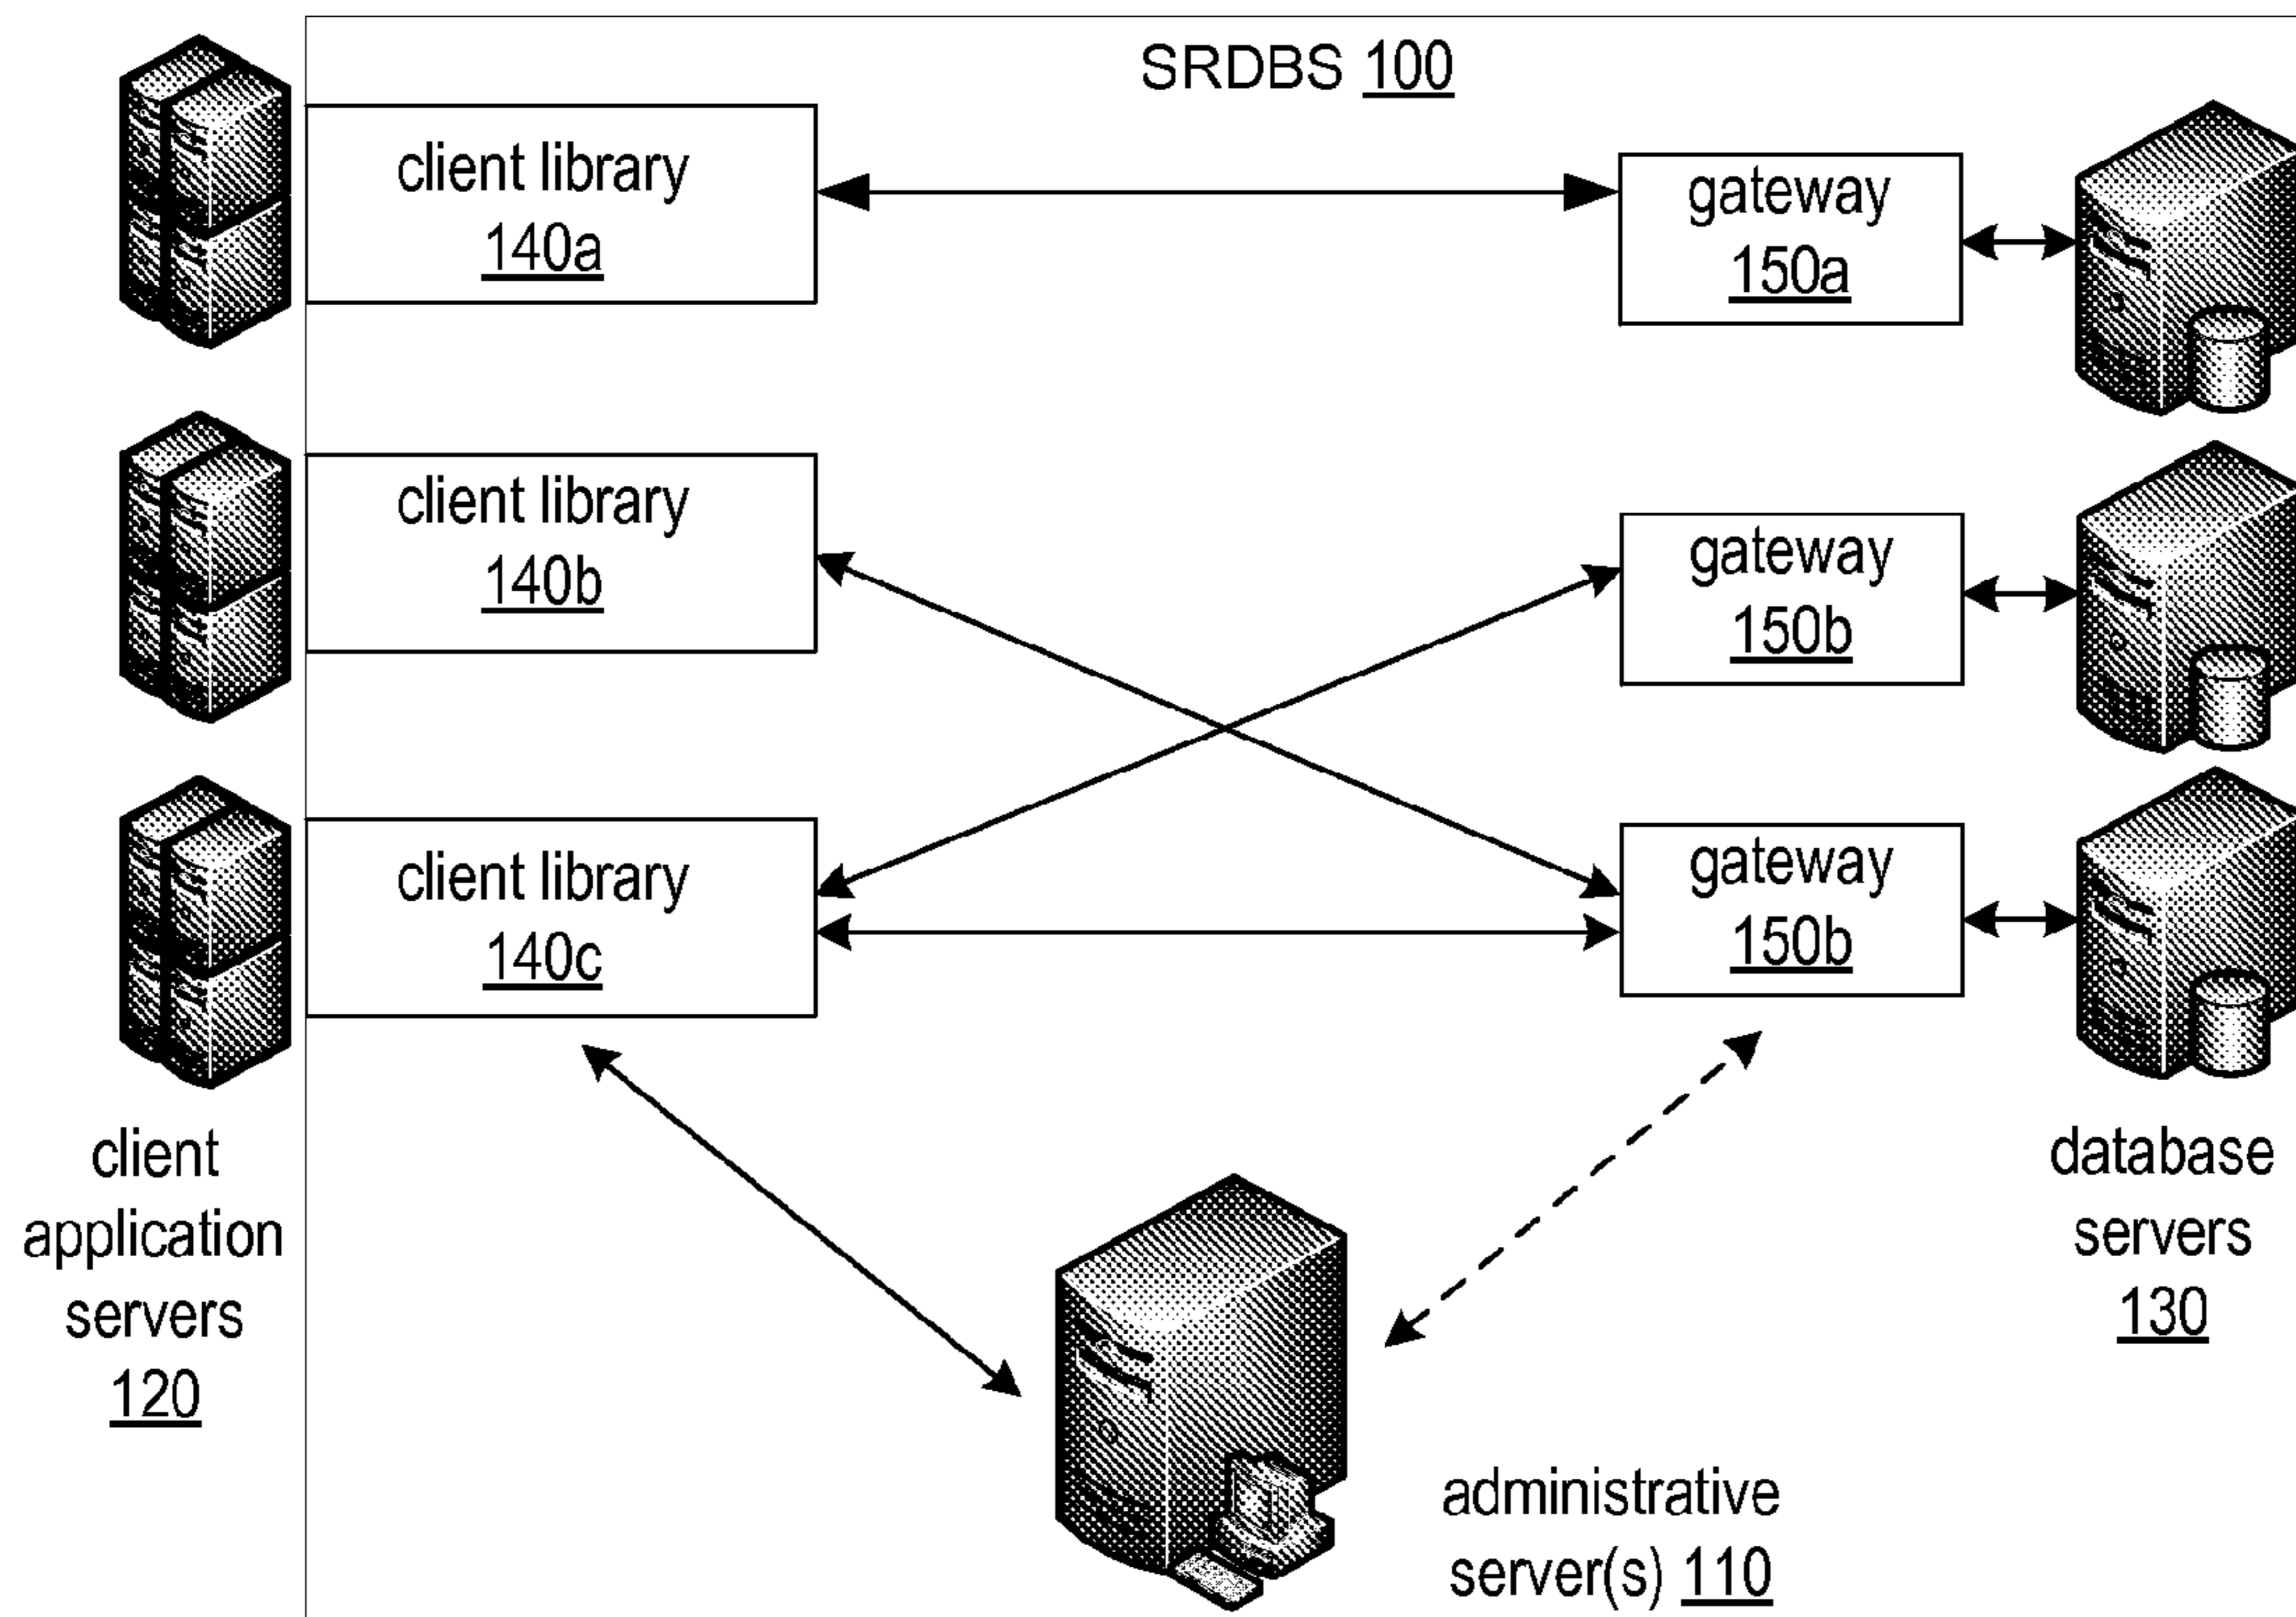 SRDBS 100
client library
140a
gateway
150a
client library
140b
gateway
150b
client library
140c
gateway
150b
client
application
servers
120
database
servers
130
administrative
server(s) 110